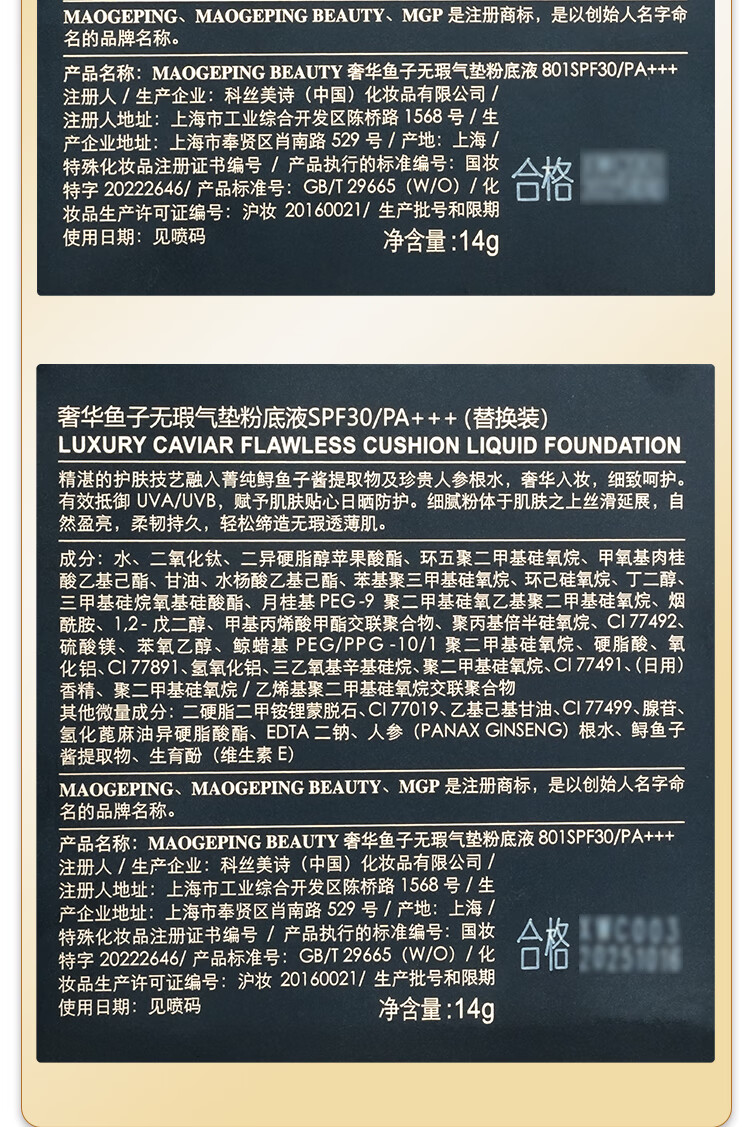 MAOGEPING、MAOGEPING BEAUTY、MGP 是注册商标，是以创始人名字命
名的品牌名称。
产品名称：MAOGEPING BEAUTY 奢华鱼子无瑕气垫粉底液 801SPF30/PA+++
注册人 / 生产企业：科丝美诗（中国）化妆品有限公司 /
注册人地址：上海市工业综合开发区陈桥路 1568 号 / 生
产企业地址：上海市奉贤区肖南路 529 号 / 产地：上海 /
特殊化妆品注册证书编号 / 产品执行的标准编号：国妆
特字 20222646/ 产品标准号：GB/T 29665（W/O）/ 化
妆品生产许可证编号：沪妆 20160021/ 生产批号和限期
使用日期：见喷码
净含量:14g
合格
奢华鱼子无瑕气垫粉底液SPF30/PA+++（替换装）
LUXURY CAVIAR FLAWLESS CUSHION LIQUID FOUNDATION
精湛的护肤技艺融入菁纯鲟鱼子酱提取物及珍贵人参根水，奢华入妆，细致呵护。
有效抵御 UVA/UVB，赋予肌肤贴心日晒防护。细腻粉体于肌肤之上丝滑延展，自
然盈亮，柔韧持久，轻松缔造无瑕透薄肌。
成分：水、二氧化钛、二异硬脂醇苹果酸酯、环五聚二甲基硅氧烷、甲氧基肉桂
酸乙基己酯、甘油、水杨酸乙基己酯、苯基聚三甲基硅氧烷、环己硅氧烷、丁二醇、
三甲基硅烷氧基硅酸酯、月桂基 PEG-9 聚二甲基硅氧乙基聚二甲基硅氧烷、烟
酰胺、1,2- 戊二醇、甲基丙烯酸甲酯交联聚合物、聚丙基倍半硅氧烷、CI 77492、
硫酸镁、苯氧乙醇、鲸蜡基 PEG/PPG -10/1 聚二甲基硅氧烷、硬脂酸、氧
化铝、CI 77891、氢氧化铝、三乙氧基辛基硅烷、聚二甲基硅氧烷、CI 77491、（日用）
香精、聚二甲基硅氧烷 / 乙烯基聚二甲基硅氧烷交联聚合物
其他微量成分：二硬脂二甲铵锂蒙脱石、CI 77019、乙基己基甘油、CI 77499、腺苷、
氢化蓖麻油异硬脂酸酯、EDTA 二钠、人参（PANAX GINSENG）根水、鲟鱼子
酱提取物、生育酚（维生素 E）
MAOGEPING、MAOGEPING BEAUTY、MGP 是注册商标，是以创始人名字命
名的品牌名称。
产品名称：MAOGEPING BEAUTY 奢华鱼子无瑕气垫粉底液 801SPF30/PA+++
注册人 / 生产企业：科丝美诗（中国）化妆品有限公司 /
注册人地址：上海市工业综合开发区陈桥路 1568 号 / 生
产企业地址：上海市奉贤区肖南路 529 号 / 产地：上海 /
特殊化妆品注册证书编号 / 产品执行的标准编号：国妆
特字 20222646/ 产品标准号：GB/T 29665（W/O）/ 化
妆品生产许可证编号：沪妆 20160021/ 生产批号和限期
使用日期：见喷码
净含量:14g
合格